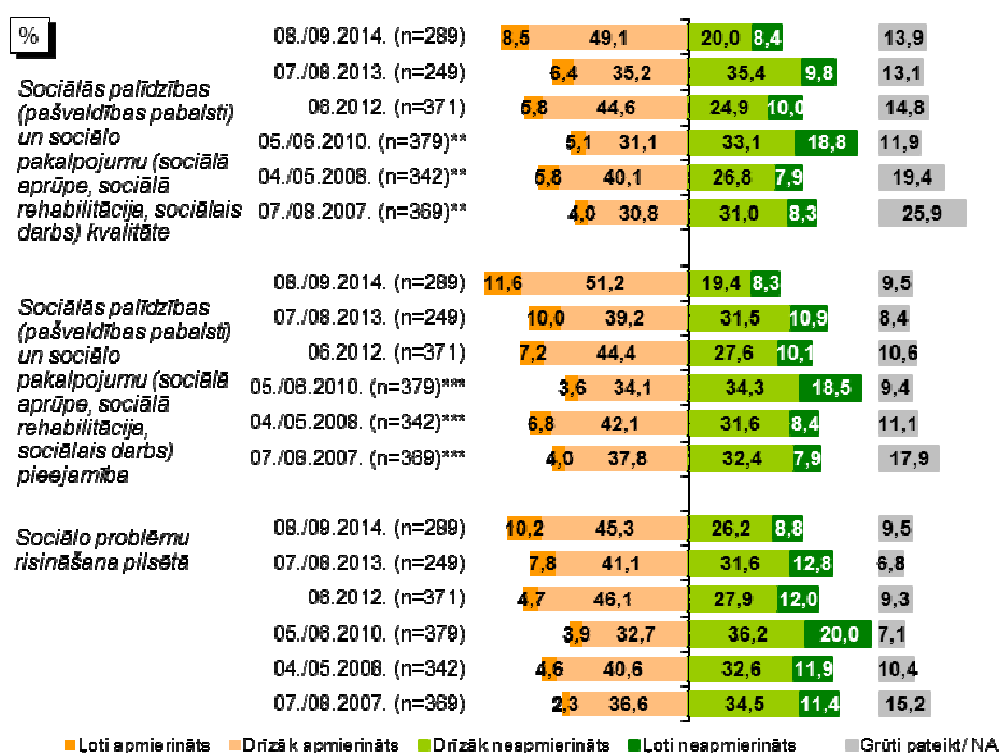 %
Sociālās palīdzības
(pašvaldības pabalsti)
un sociālo
pakalpojumu (sociālā
aprūpe, sociālā
rehabilitācija, sociālais
darbs) kvalitāte
08./09.2014. (n=289) 8,5 49,1 20,0 8,4 13,9
07./08.2013. (n=249) 6,4 35,2 35,4 9,8 13,1
06.2012. (n=371) 5,8 44,6 24,9 10,0 14,8
05./06.2010. (n=379)** 5,1 31,1 33,1 18,8 11,9
04./05.2008. (n=342)** 5,8 40,1 26,8 7,9 19,4
07./08.2007. (n=369)** 4,0 30,8 31,0 8,3 25,9
Sociālās palīdzības
(pašvaldības pabalsti)
un sociālo
pakalpojumu (sociālā
aprūpe, sociālā
rehabilitācija,
sociālais darbs)
pieejamība
08./09.2014. (n=289) 11,6 51,2 19,4 8,3 9,5
07./08.2013. (n=249) 10,0 39,2 31,5 10,9 8,4
06.2012. (n=371) 7,2 44,4 27,6 10,1 10,6
05./06.2010. (n=379)*** 3,6 34,1 34,3 18,5 9,4
04./05.2008. (n=342)*** 6,8 42,1 31,6 8,4 11,1
07./08.2007. (n=369)*** 4,0 37,8 32,4 7,9 17,9
Sociālo problēmu
risināšana pilsētā
08./09.2014. (n=289) 10,2 45,3 26,2 8,8 9,5
07./08.2013. (n=249) 7,8 41,1 31,6 12,8 6,8
06.2012. (n=371) 4,7 46,1 27,9 12,0 9,3
05./06.2010. (n=379) 3,9 32,7 36,2 20,0 7,1
04./05.2008. (n=342) 4,6 40,6 32,6 11,9 10,4
07./08.2007. (n=369) 2,3 36,6 34,5 11,4 15,2
Ļoti apmierināts Drīzāk apmierināts Drīzāk neapmierināts Ļoti neapmierināts Grūti pateikt/ NA